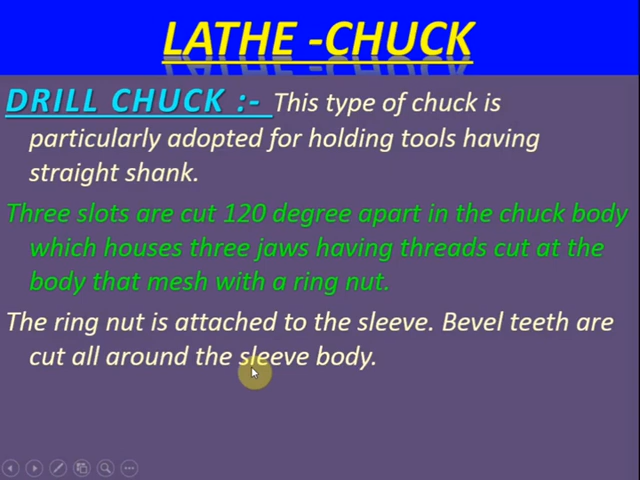 LATHE -CHUCK
DRILL CHUCK :- This type of chuck is
particularly adopted for holding tools having
straight shank.
Three slots are cut 120 degree apart in the chuck body
which houses three jaws having threads cut at the
body that mesh with a ring nut.
The ring nut is attached to the sleeve. Bevel teeth are
cut all around the sleeve body.